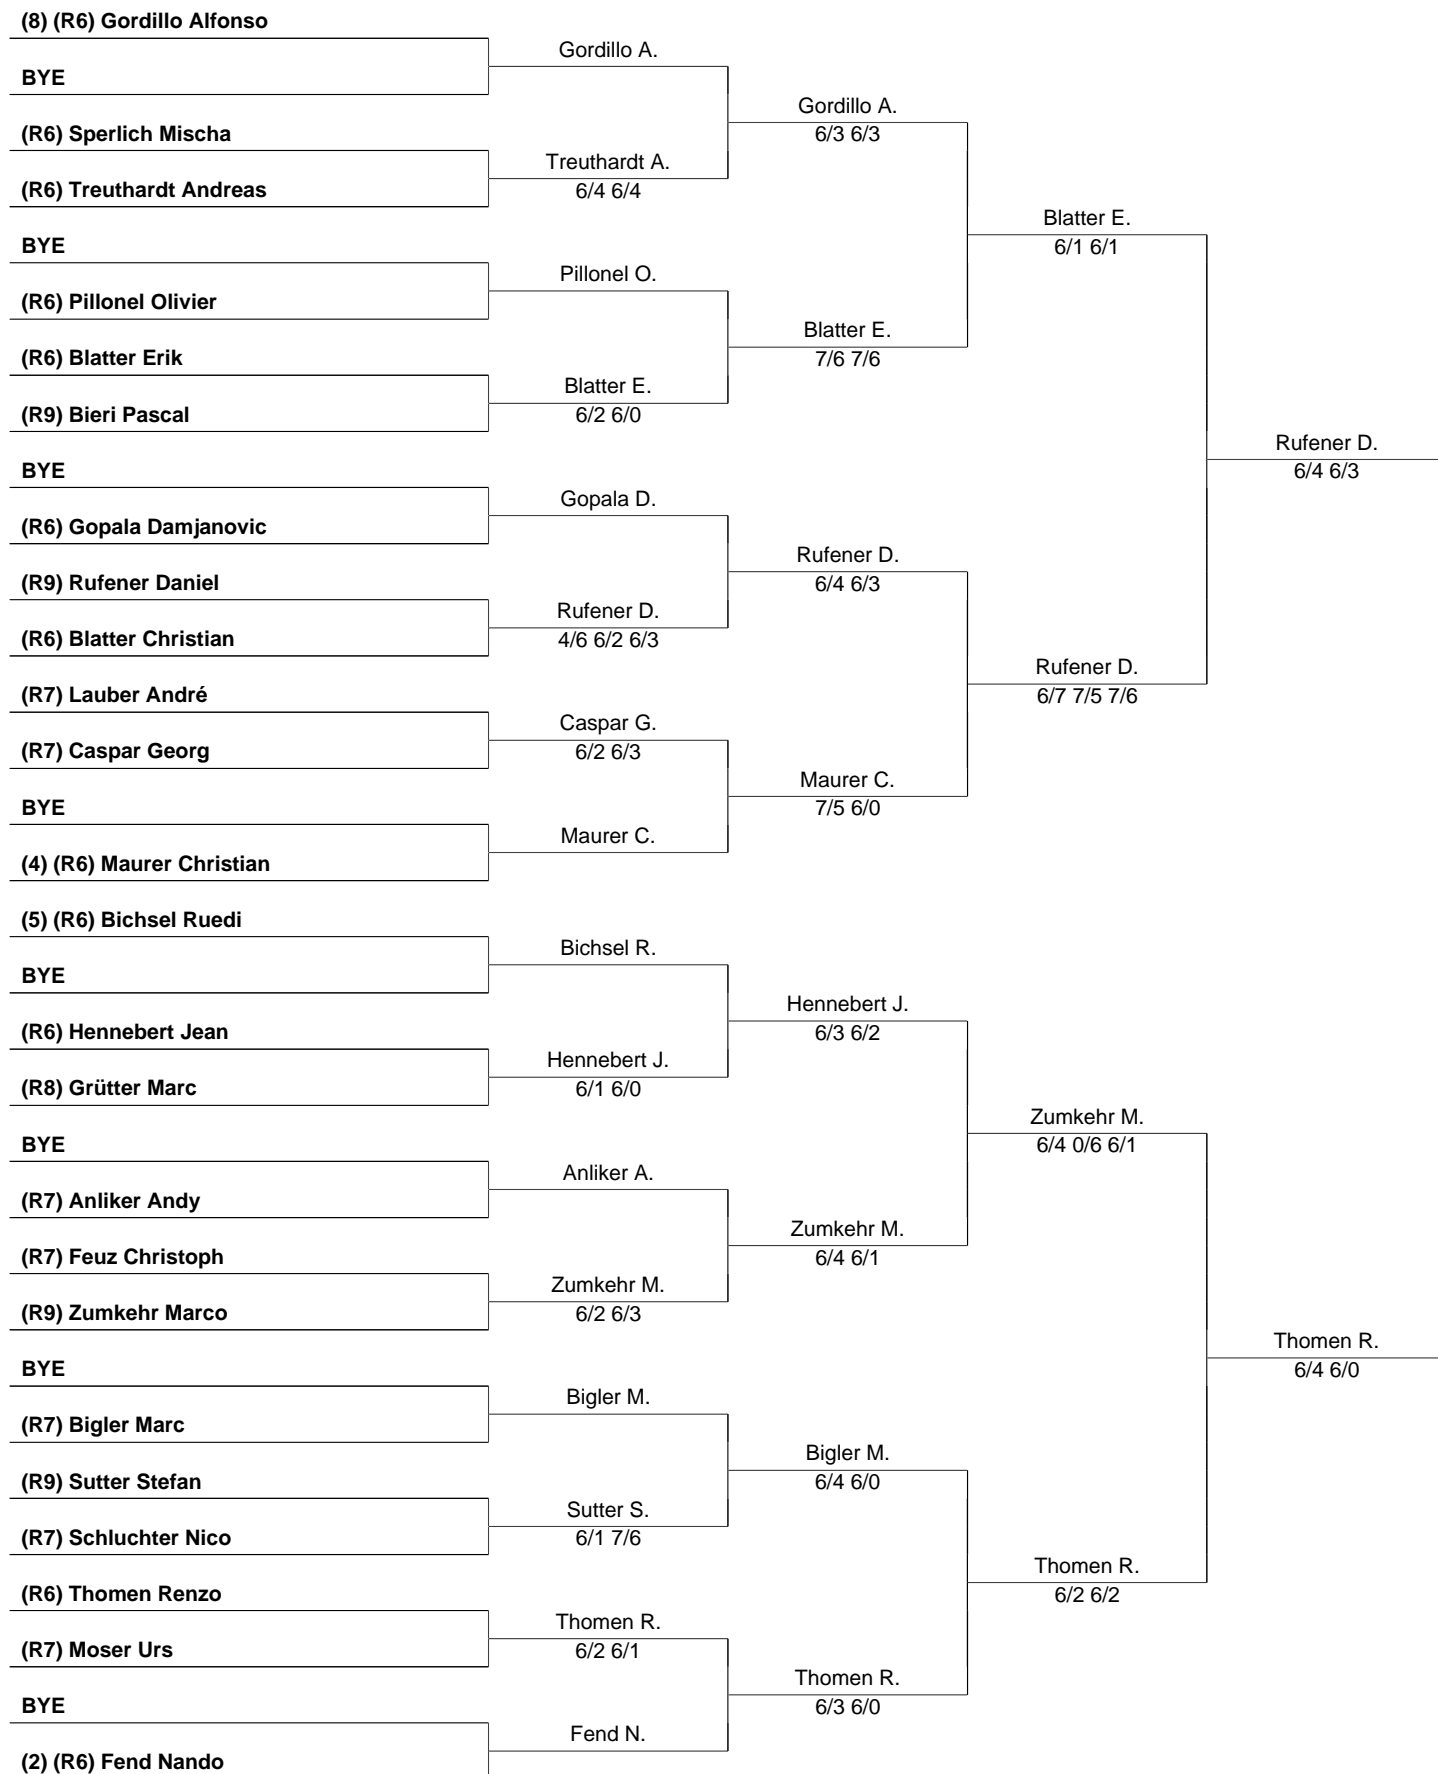 (8) (R6) Gordillo Alfonso
BYE
(R6) Sperlich Mischa
(R6) Treuthardt Andreas
BYE
(R6) Pillonel Olivier
(R6) Blatter Erik
(R9) Bieri Pascal
BYE
(R6) Gopala Damjanovic
(R9) Rufener Daniel
(R6) Blatter Christian
(R7) Lauber André
(R7) Caspar Georg
BYE
(4) (R6) Maurer Christian
(5) (R6) Bichsel Ruedi
BYE
(R6) Hennebert Jean
(R8) Grütter Marc
BYE
(R7) Anliker Andy
(R7) Feuz Christoph
(R9) Zumkehr Marco
BYE
(R7) Bigler Marc
(R9) Sutter Stefan
(R7) Schluchter Nico
(R6) Thomen Renzo
(R7) Moser Urs
BYE
(2) (R6) Fend Nando
Gordillo A.
Treuthardt A.
6/4 6/4
Pillonel O.
Blatter E.
6/2 6/0
Gopala D.
Rufener D.
4/6 6/2 6/3
Caspar G.
6/2 6/3
Maurer C.
Bichsel R.
Hennebert J.
6/1 6/0
Anliker A.
Zumkehr M.
6/2 6/3
Bigler M.
Sutter S.
6/1 7/6
Thomen R.
6/2 6/1
Fend N.
Gordillo A.
6/3 6/3
Blatter E.
7/6 7/6
Rufener D.
6/4 6/3
Maurer C.
7/5 6/0
Hennebert J.
6/3 6/2
Zumkehr M.
6/4 6/1
Bigler M.
6/4 6/0
Thomen R.
6/3 6/0
Blatter E.
6/1 6/1
Rufener D.
6/7 7/5 7/6
Zumkehr M.
6/4 0/6 6/1
Thomen R.
6/2 6/2
Rufener D.
6/4 6/3
Thomen R.
6/4 6/0